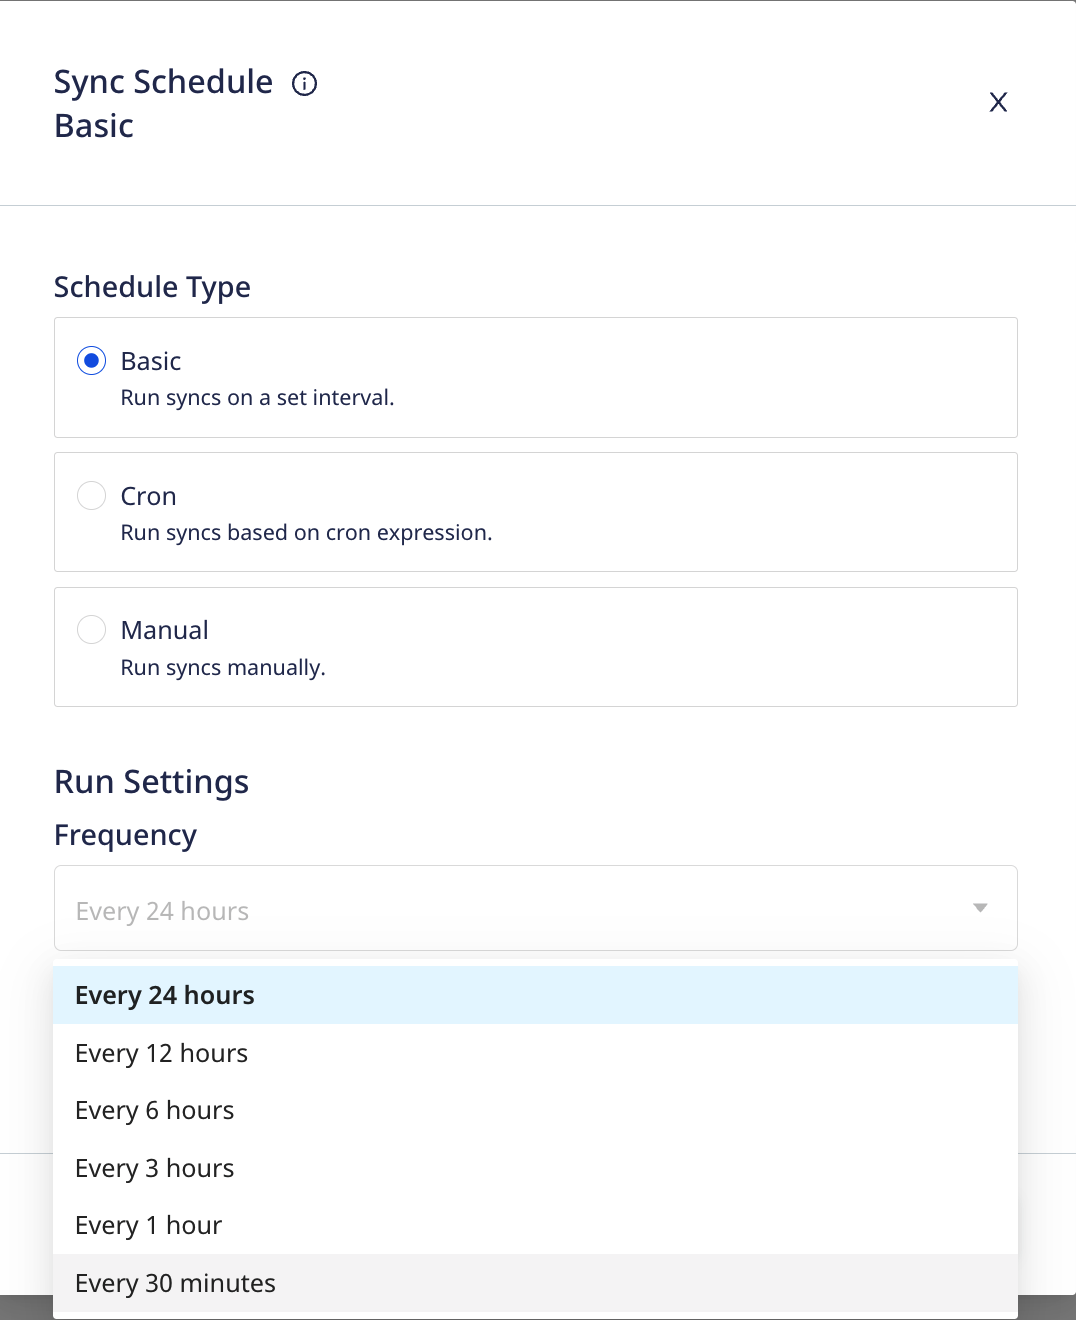 Sync Schedule
Basic
X
Schedule Type
Basic
Run syncs on a set interval.
Cron
Run syncs based on cron expression.
Manual
Run syncs manually.
Run Settings
Frequency
Every 24 hours
Every 24 hours
Every 12 hours
Every 6 hours
Every 3 hours
Every 1 hour
Every 30 minutes